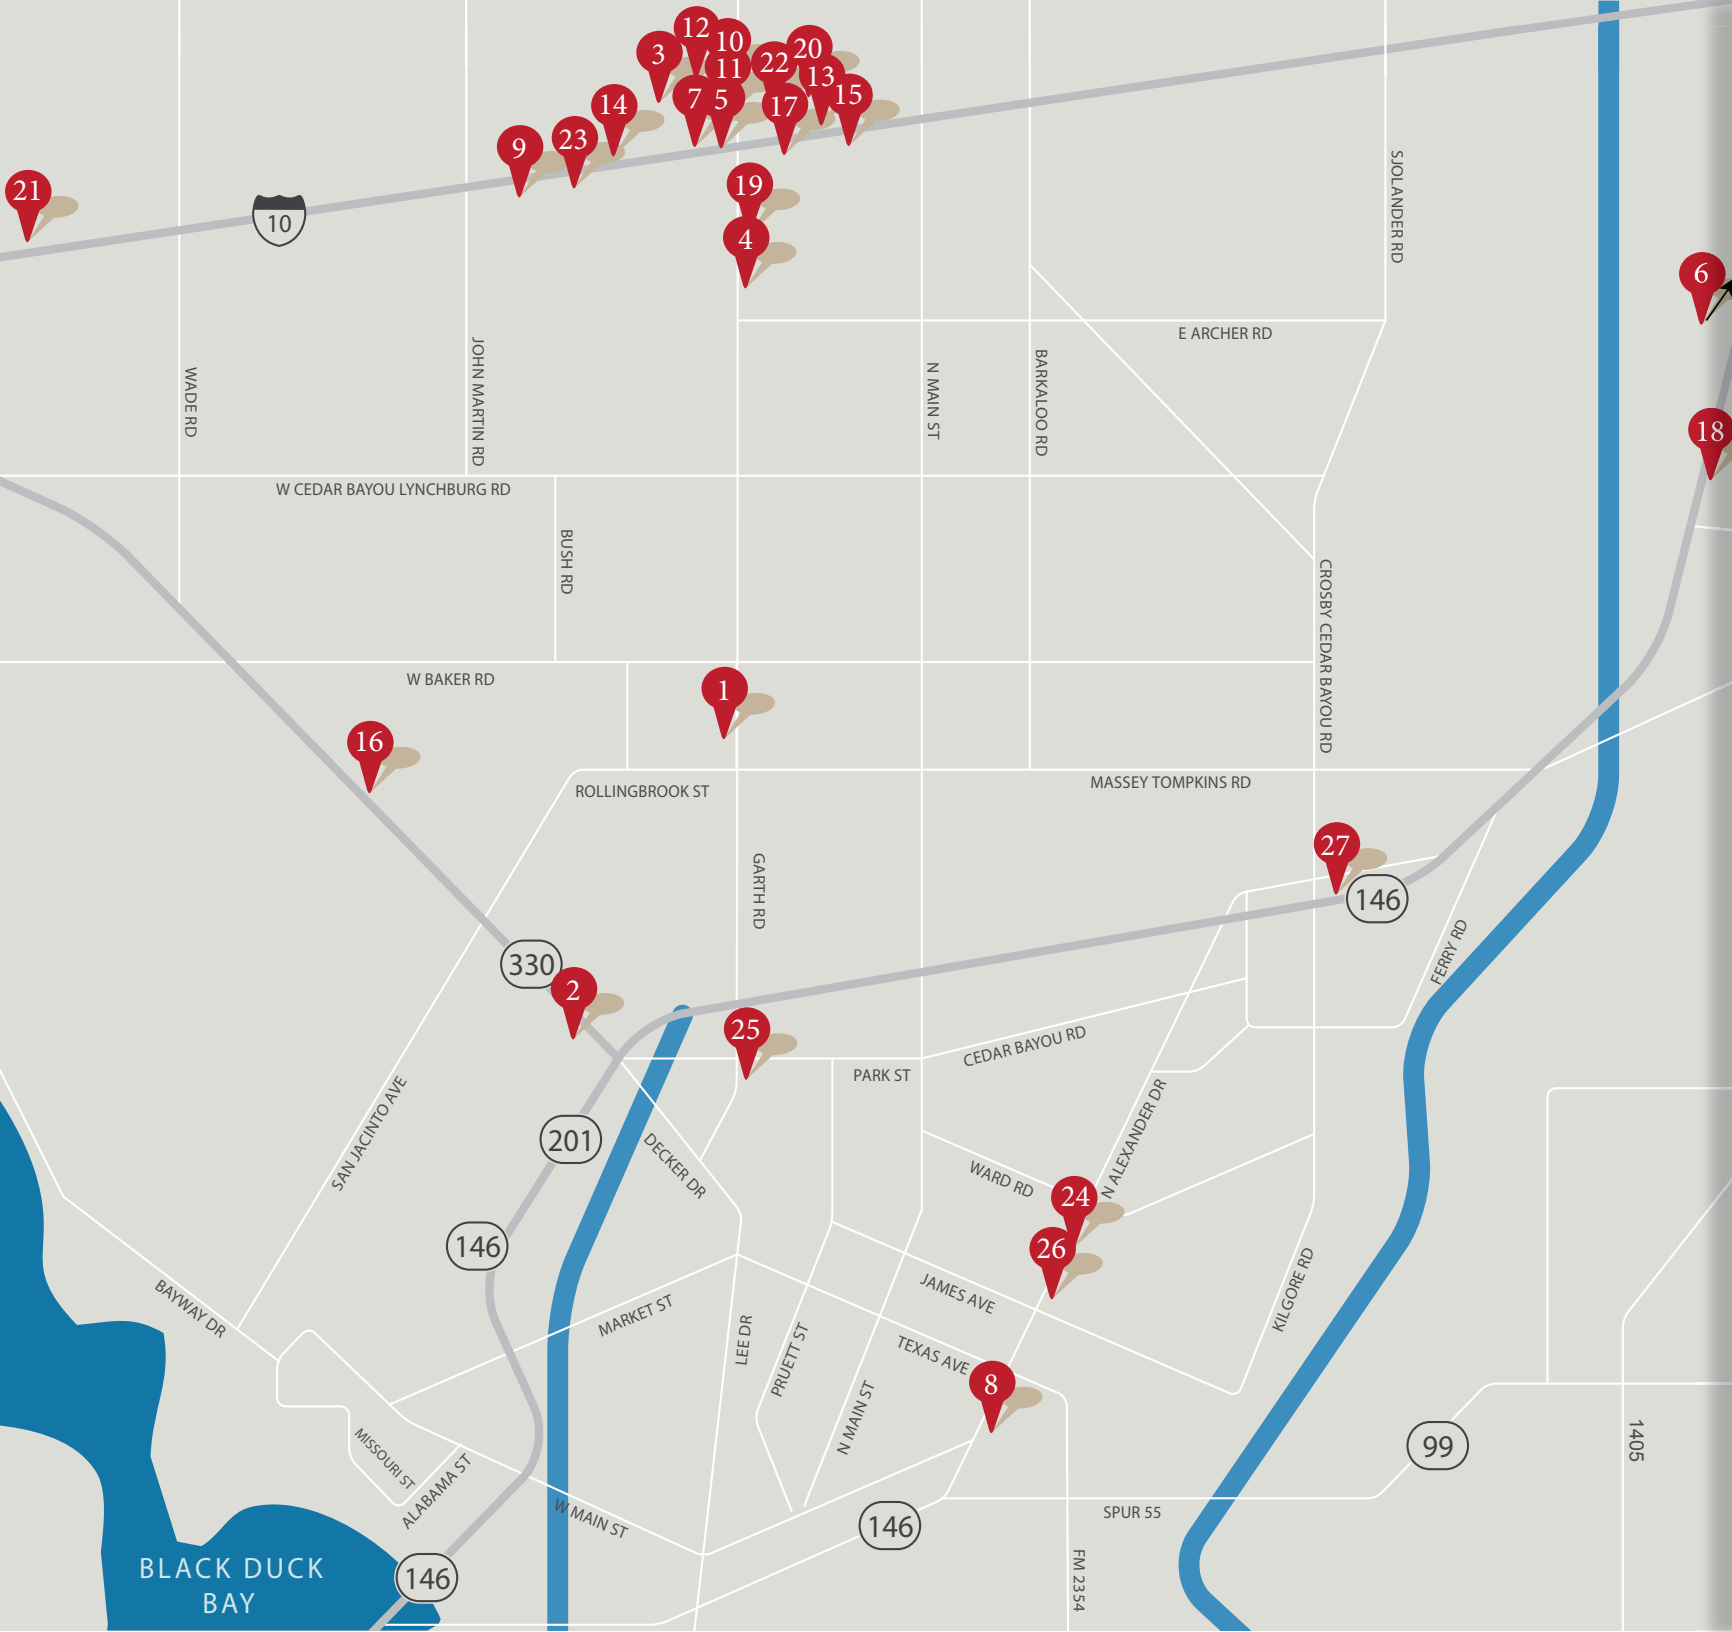 12
10
3
20
22
11
13
7
5
15
17
14
23
9
21
10
19
4
SJOLANDER RD
6
E ARCHER RD
WADE RD
JOHN MARTIN RD
N MAIN ST
BARKALOO RD
18
W CEDAR BAYOU LYNCHBURG RD
BUSH RD
CROSBY CEDAR BAYOU RD
W BAKER RD
1
16
ROLLINGBROOK ST
MASSEY TOMPKINS RD
27
146
GARTH RD
FERRY RD
330
2
25
CEDAR BAYOU RD
PARK ST
SAN JACINTO AVE
201
DECKER DR
N ALEXANDER DR
WARD RD
24
146
26
BAYWAY DR
MARKET ST
JAMES AVE
KILGORE RD
LEE DR
PRUETT ST
TEXAS AVE
8
N MAIN ST
MISSOURI ST
ALABAMA ST
99
1405
W MAIN ST
146
SPUR 55
BLACK DUCK
BAY
146
FM 2354